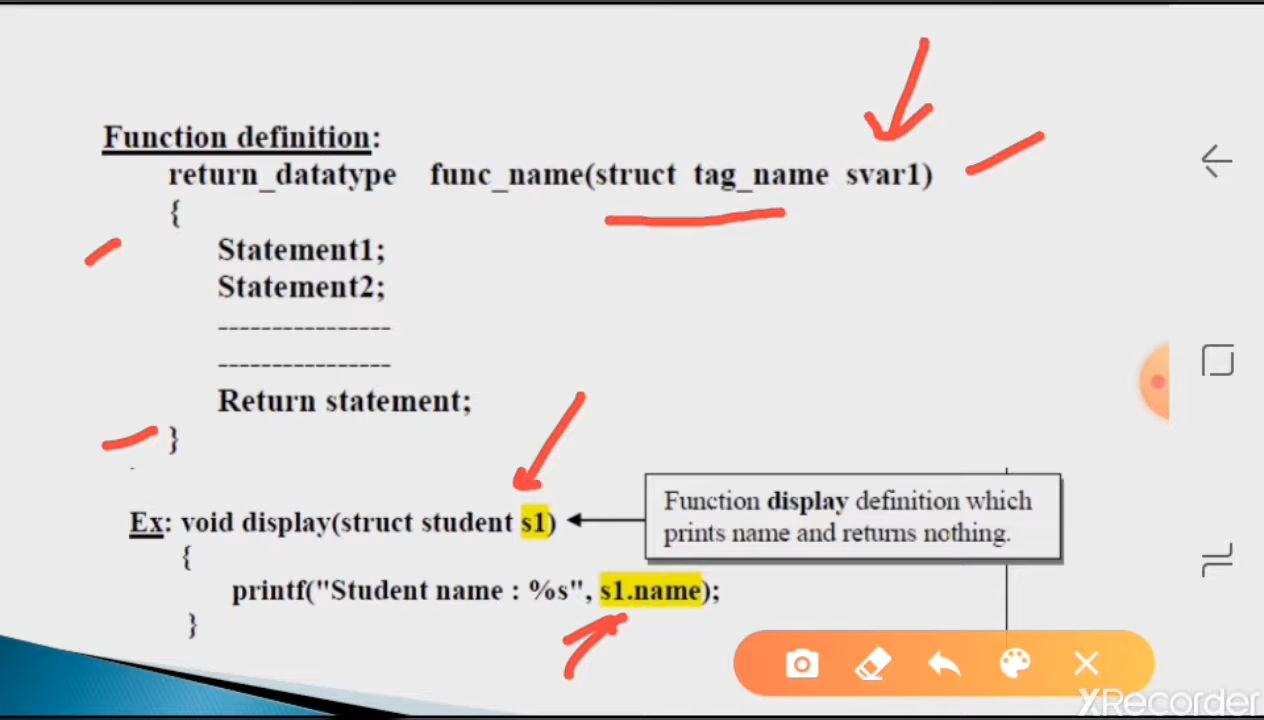 Function definition:
return_datatype func_name(struct tag_name svar1)
{
Statement1;
Statement2;
----------------
----------------
Return statement;
}
Ex: void display(struct student s1)
{
printf("Student name : %s", s1.name);
}
Function display definition which
prints name and returns nothing.
XRecorder